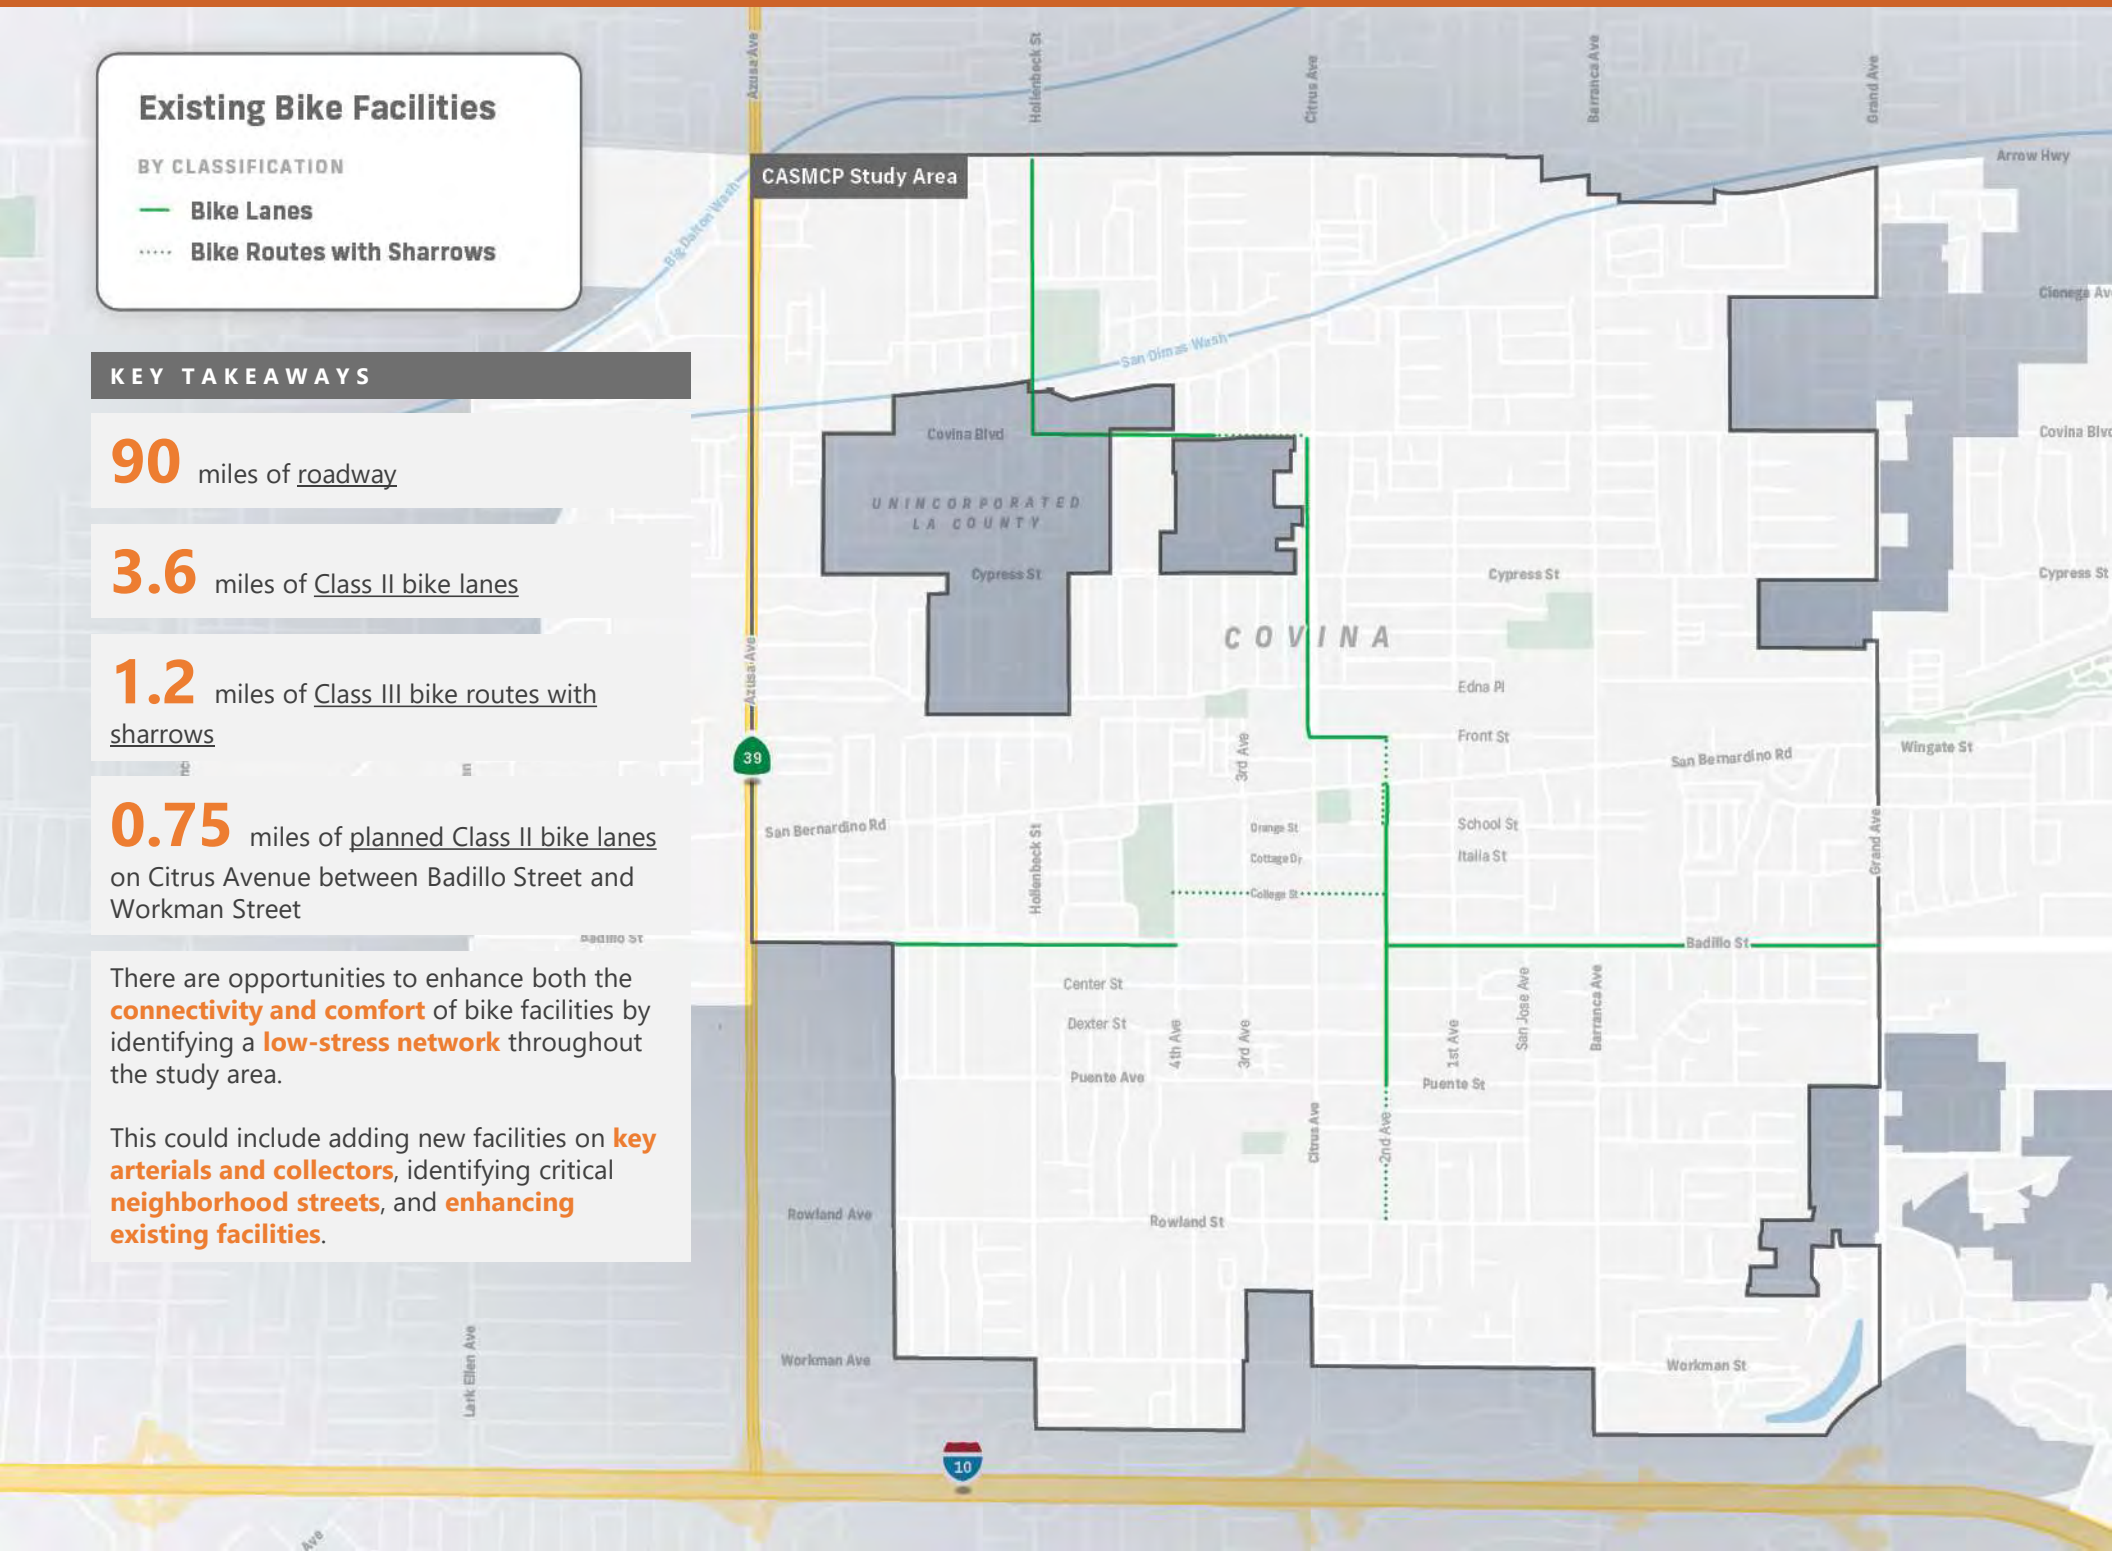 Existing Bike Facilities
BY CLASSIFICATION
Bike Lanes
Bike Routes with Sharrows
KEY TAKEAWAYS
90 miles of roadway
3.6 miles of Class II bike lanes
1.2 miles of Class III bike routes with
sharrows
0.75 miles of planned Class II bike lanes
on Citrus Avenue between Badillo Street and
Workman Street
There are opportunities to enhance both the
connectivity and comfort of bike facilities by
identifying a low-stress network throughout
the study area.
This could include adding new facilities on key
arterials and collectors, identifying critical
neighborhood streets, and enhancing
existing facilities.
Azusa Ave
Hollenbeck St
Citrus Ave
Barranca Ave
Grand Ave
Arrow Hwy
CASMCP Study Area
Big Dalton Wash
Cienega Av
San Dimas Wash
Covina Blvd
Covina Blvd
UNINCORPORATED
LA COUNTY
Cypress St
Cypress St
Cypress St
COVINA
Azusa Ave
Edna Pl
Front St
3rd Ave
San Bernardino Rd
Wingate St
39
San Bernardino Rd
Hollenbeck St
Orange St
School St
Grand Ave
Cottage Dr
Italia St
College St
Badillo St
Badillo St
Center St
Dexter St
4th Ave
3rd Ave
1st Ave
San Jose Ave
Barranca Ave
Puente Ave
Puente St
Citrus Ave
2nd Ave
Rowland Ave
Rowland St
Workman Ave
Workman St
Lark Ellen Ave
10
Ave